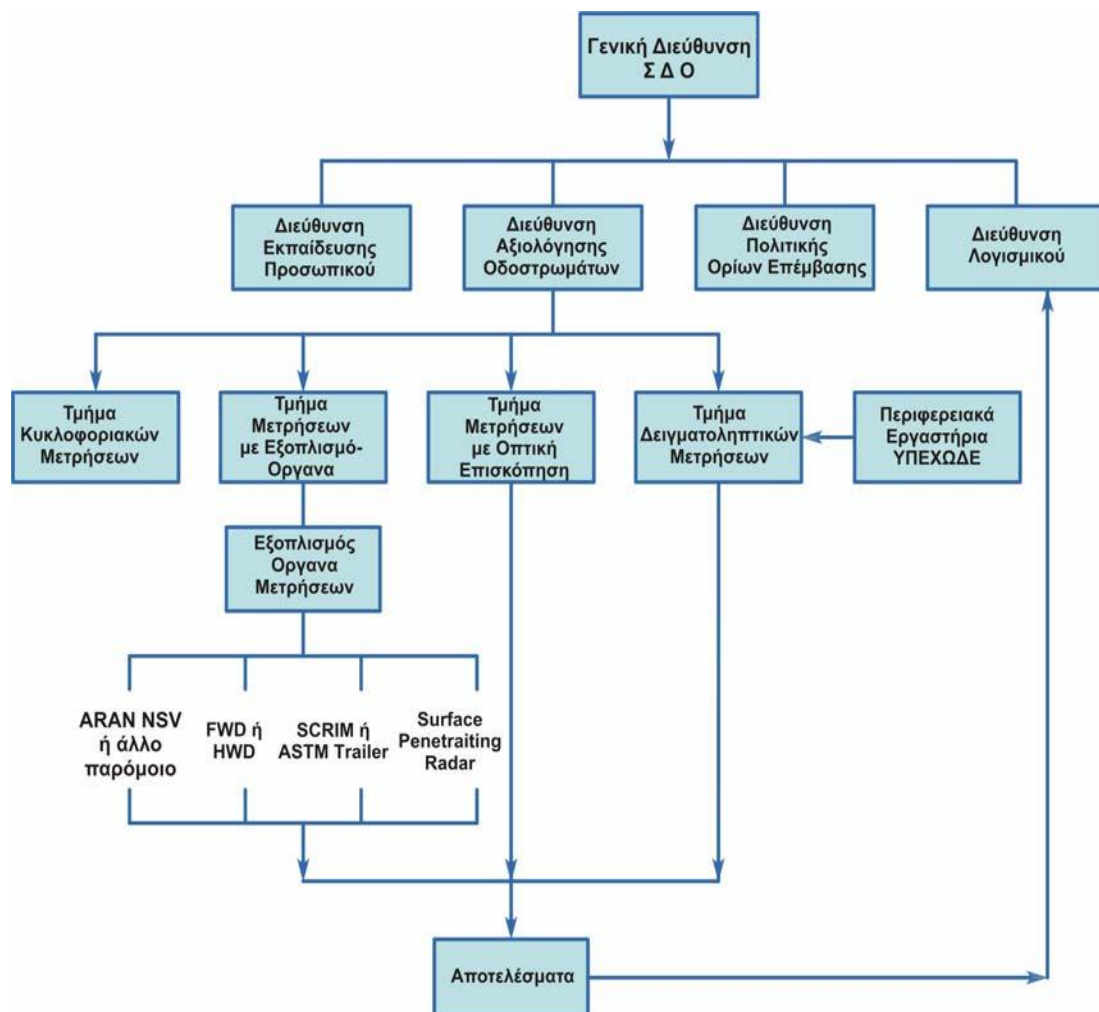 Γενική Διεύθυνση
Σ Δ Ο
Διεύθυνση
Εκπαίδευσης
Προσωπικού
Διεύθυνση
Αξιολόγησης
Οδοστρωμάτων
Διεύθυνση
Πολιτικής
Ορίων Επέμβασης
Διεύθυνση
Λογισμικού
Τμήμα
Κυκλοφοριακών
Μετρήσεων
Τμήμα
Μετρήσεων
με Εξοπλισμό-
Οργανα
Τμήμα
Μετρήσεων
με Οπτική
Επισκόπηση
Τμήμα
Δειγματοληπτικών
Μετρήσεων
Περιφερειακά
Εργαστήρια
ΥΠΕΧΩΔΕ
Εξοπλισμός
Οργανα
Μετρήσεων
ARAN NSV
ή άλλο
παρόμοιο
FWD ή
HWD
SCRIM ή
ASTM Trailer
Surface
Penetraiting
Radar
Αποτελέσματα